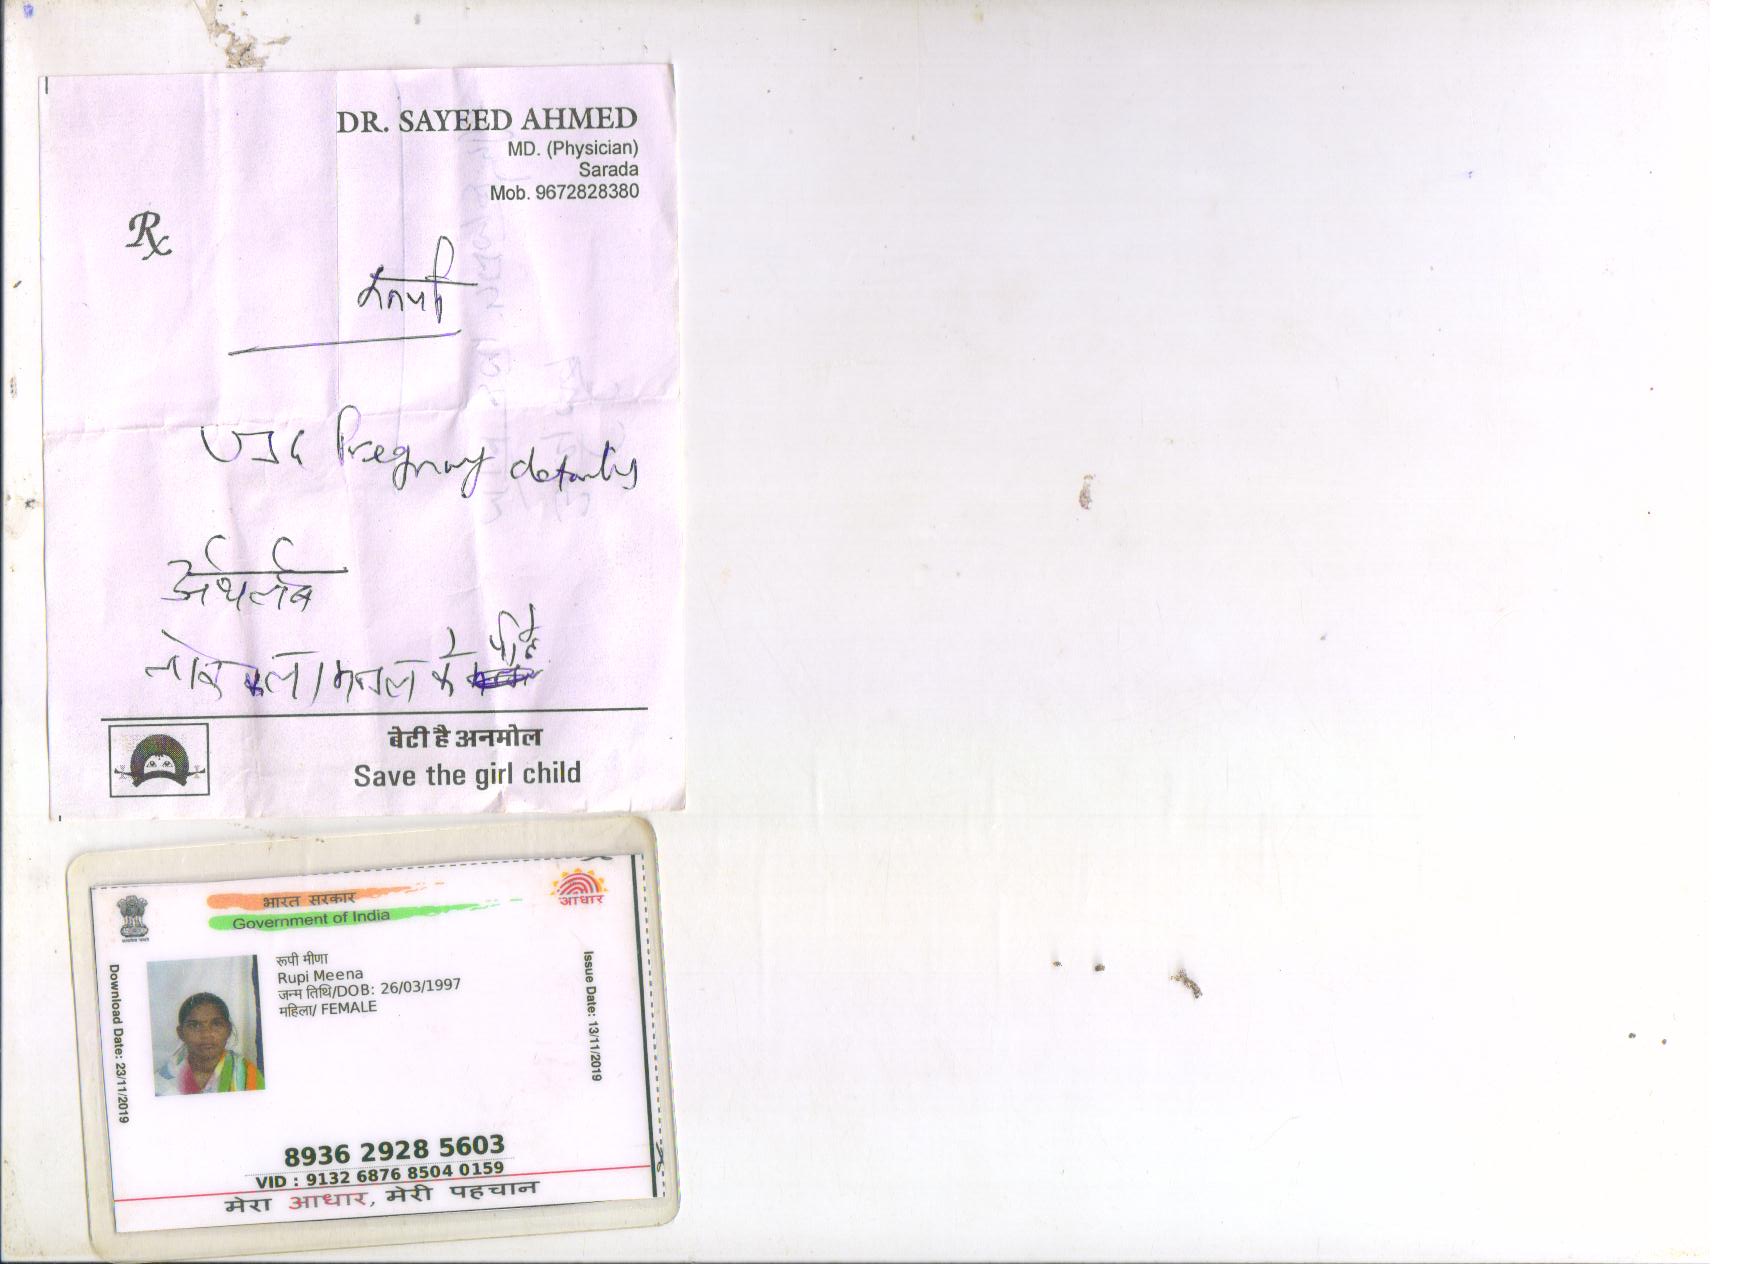 DR. SAYEED AHMED
MD. (Physician)
Sarada
Mob. 9672828380
Rx
USG Pregnancy details
अर्थ लैब
के पीछे
बेटी है अनमोल
Save the girl child
भारत सरकार
Government of India
आधार
रूपी मीणा
Rupi Meena
जन्म तिथि/DOB: 26/03/1997
महिला/ FEMALE
Download Date: 23/11/2019
Issue Date: 13/11/2019
8936 2928 5603
VID : 9132 6876 8504 0159
मेरा आधार, मेरी पहचान